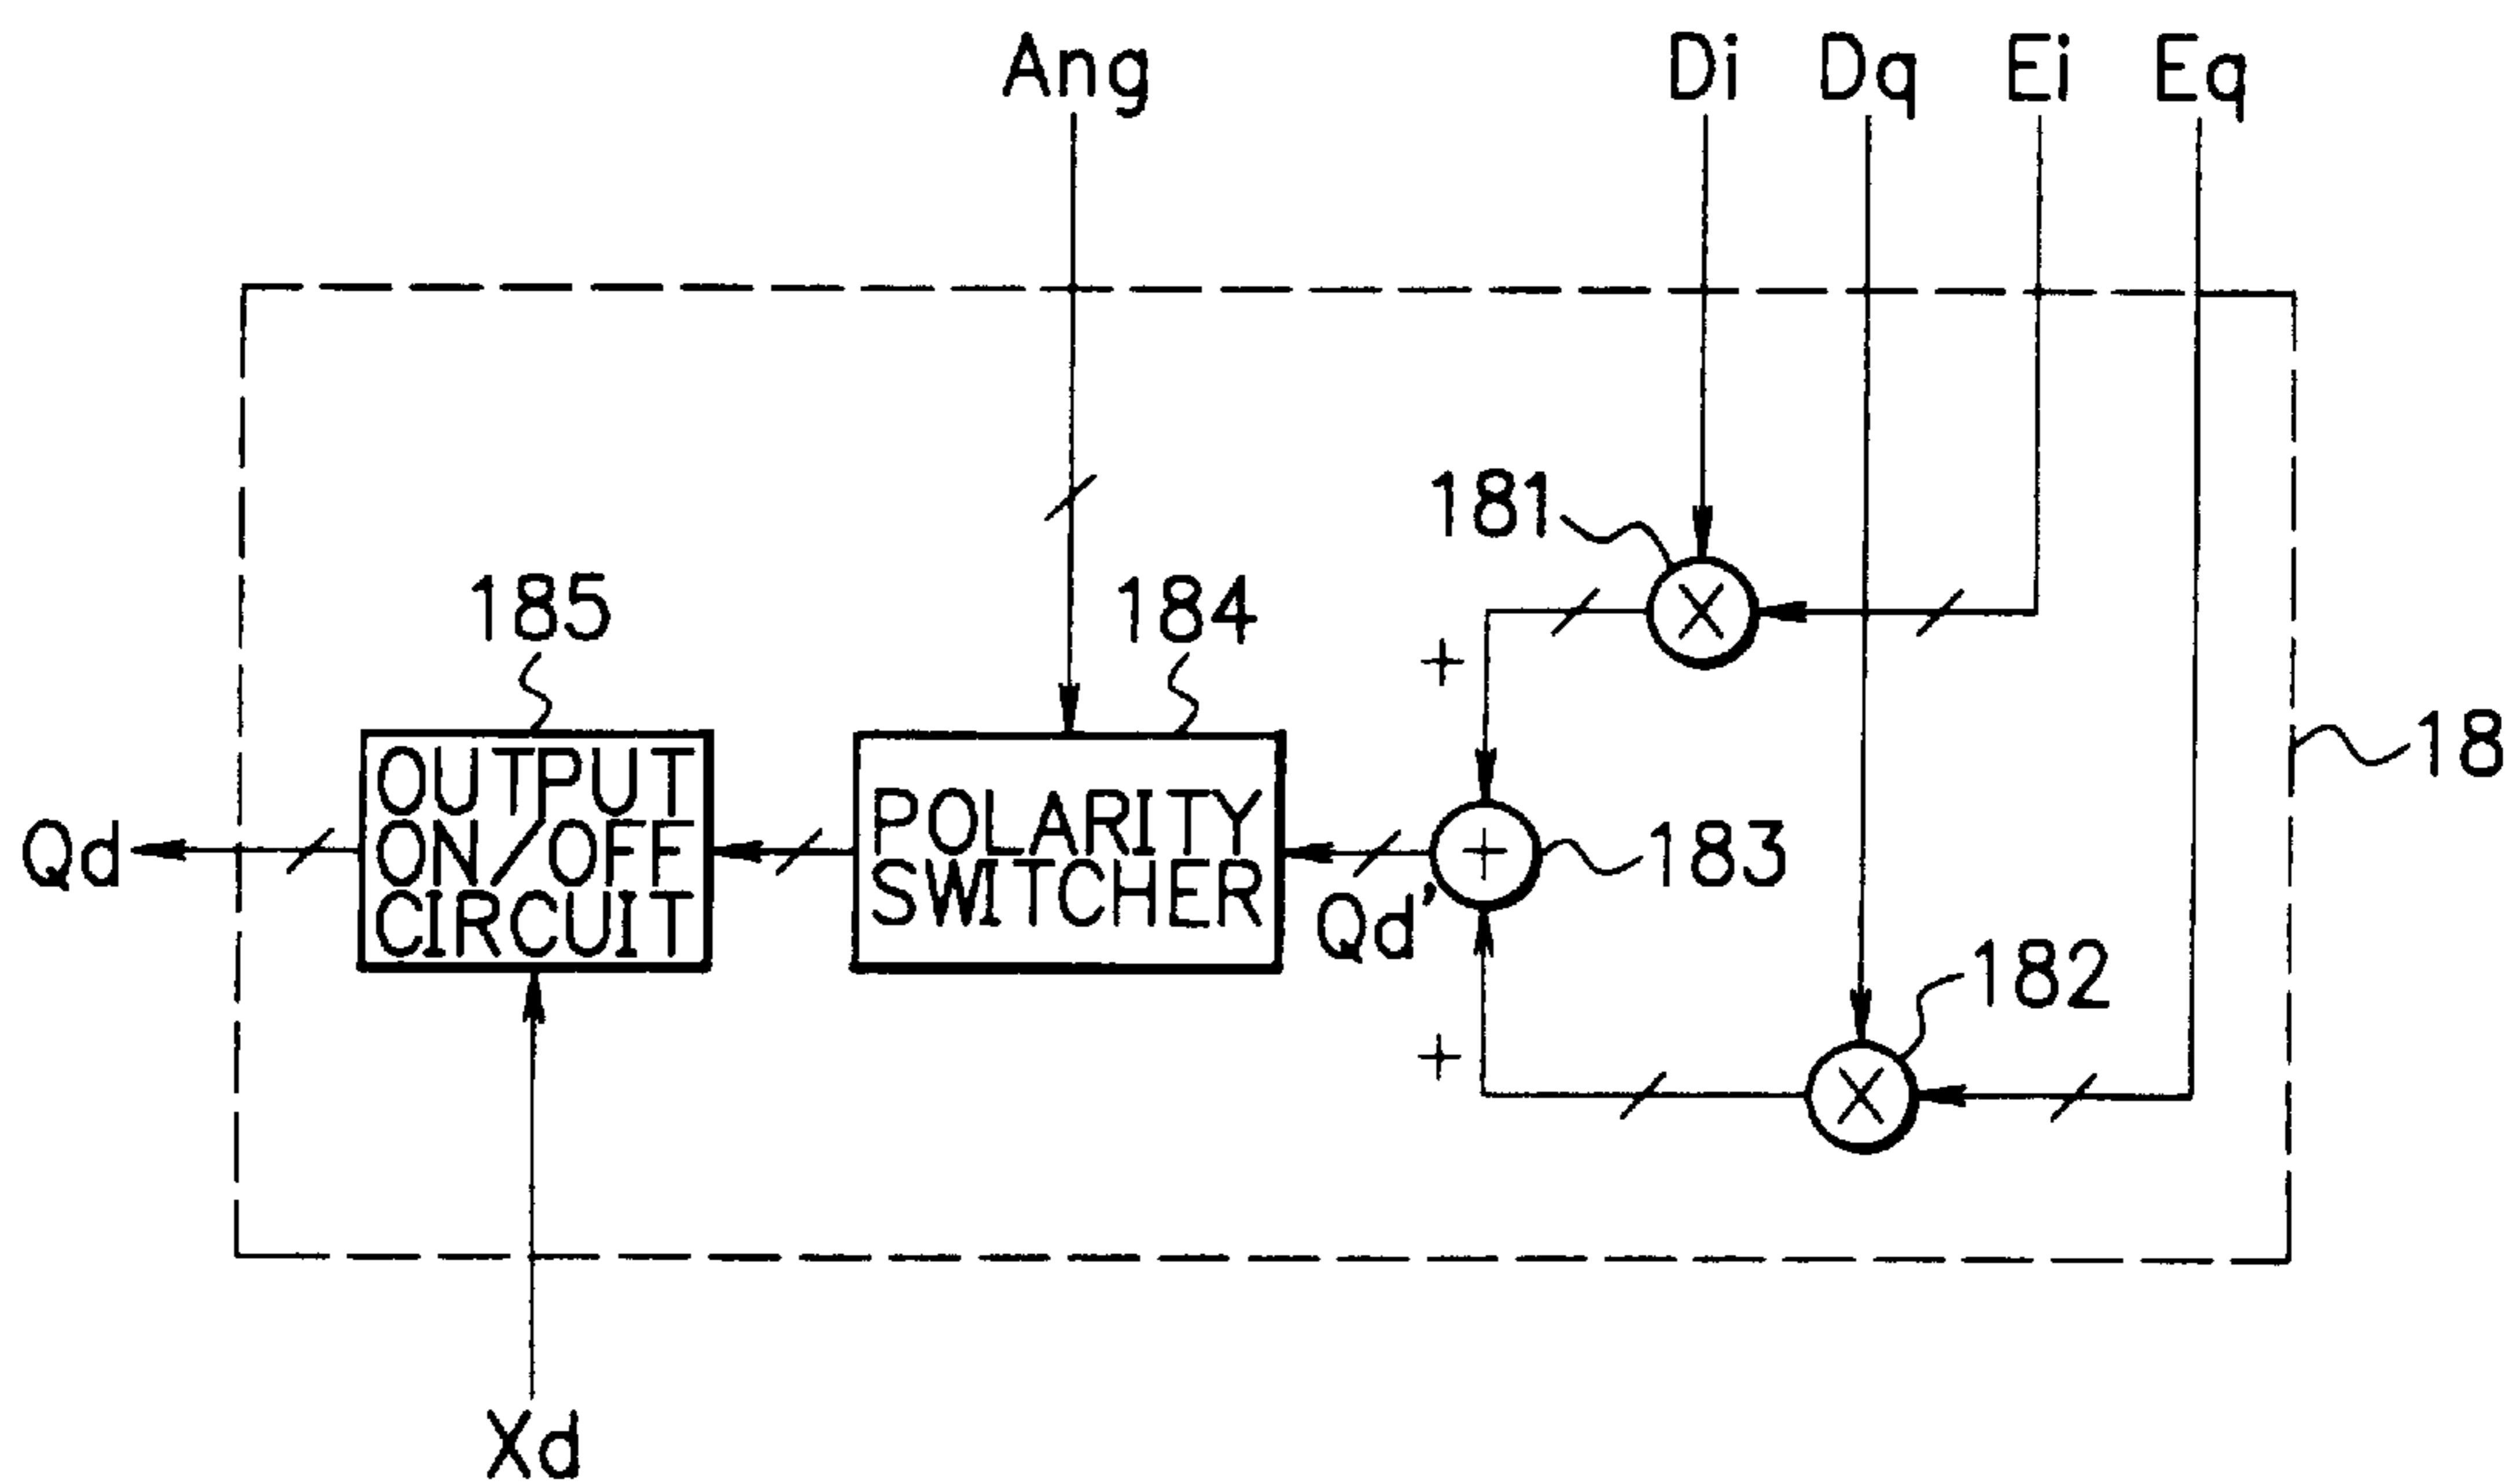 Ang
Di Dq Ei Eq
181
185
184
+
18
OUTPUT
ON/OFF
CIRCUIT
POLARITY
SWITCHER
Qd
+
183
Qd'
182
+
X
X
Xd